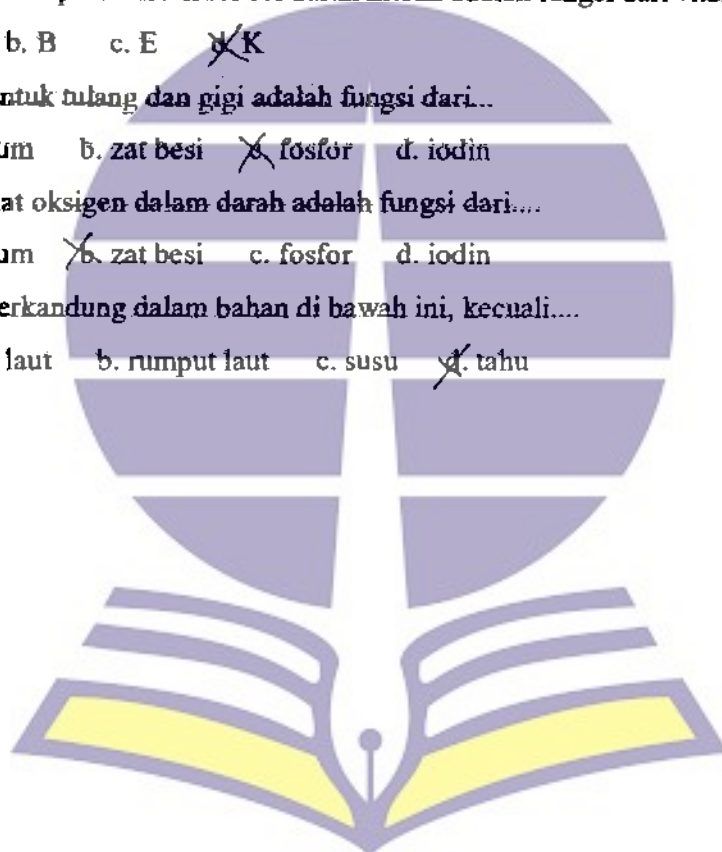 b. B c. E d. K
ntuk tulang dan gigi adalah fungsi dari...
um b. zat besi c. fosfor d. iodin
at oksigen dalam darah adalah fungsi dari....
um b. zat besi c. fosfor d. iodin
erkandung dalam bahan di bawah ini, kecuali....
laut b. rumput laut c. susu d. tahu